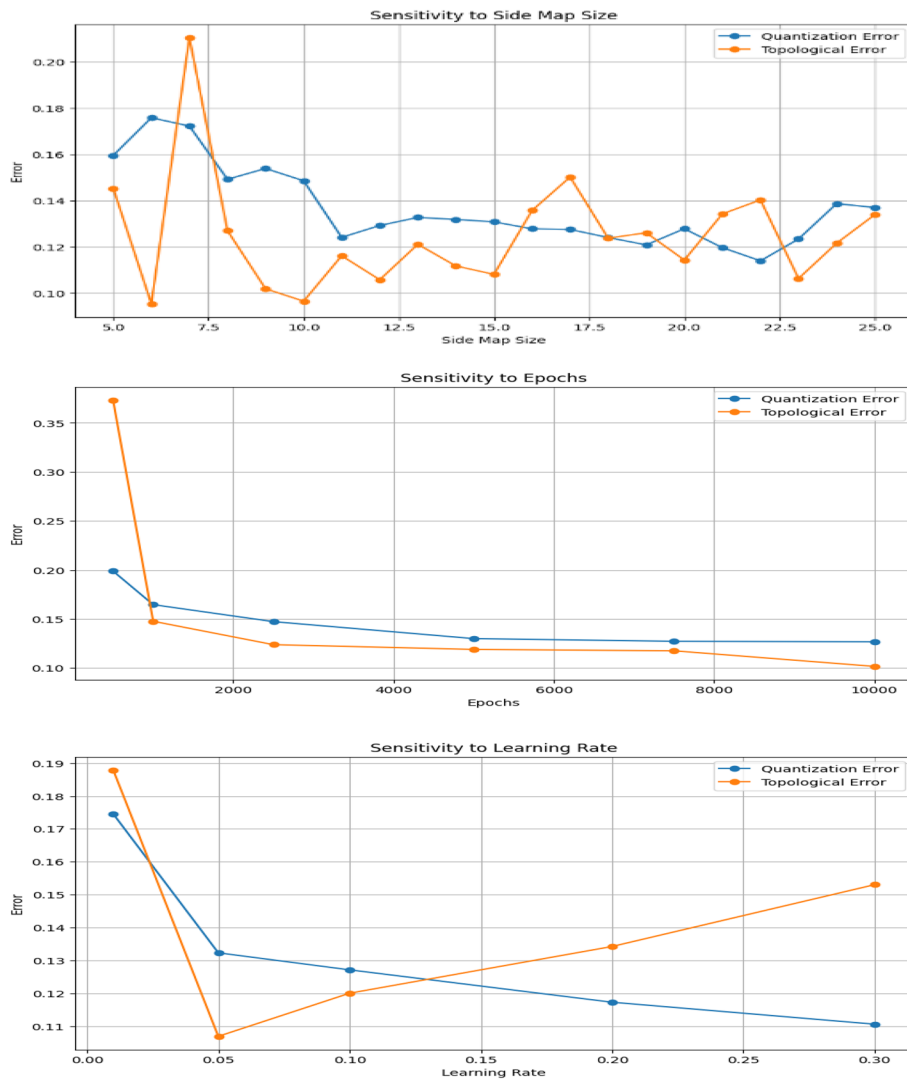 Sensitivity to Side Map Size
Quantization Error
Topological Error
0.20
0.18
0.16
0.14
0.12
0.10
Error
5.0 7.5 10.0 12.5 15.0 17.5 20.0 22.5 25.0
Side Map Size
Sensitivity to Epochs
Quantization Error
Topological Error
0.35
0.30
0.25
0.20
0.15
0.10
Error
2000 4000 6000 8000 10000
Epochs
Sensitivity to Learning Rate
Quantization Error
Topological Error
0.19
0.18
0.17
0.16
0.15
0.14
0.13
0.12
0.11
Error
0.00 0.05 0.10 0.15 0.20 0.25 0.30
Learning Rate